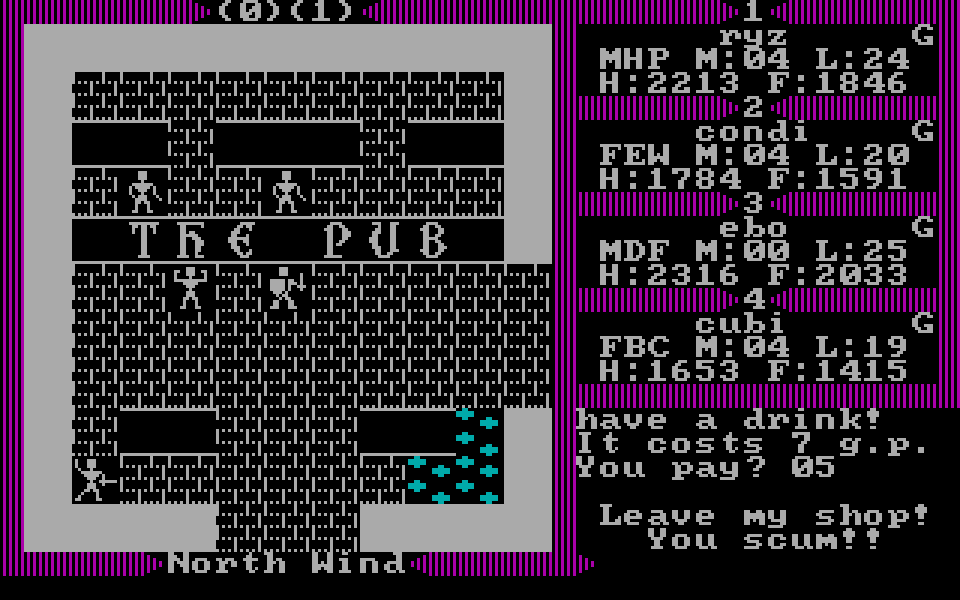 (0)(1)
THE PUB
North Wind
1
ryz G
MHP M:04 L:24
H:2213 F:1846
2
condi G
FEW M:04 L:20
H:1784 F:1591
3
ebo G
MDF M:00 L:25
H:2316 F:2033
4
cubi G
FBC M:04 L:19
H:1653 F:1415
have a drink!
It costs 7 g.p.
You pay? 05
Leave my shop!
You scum!!